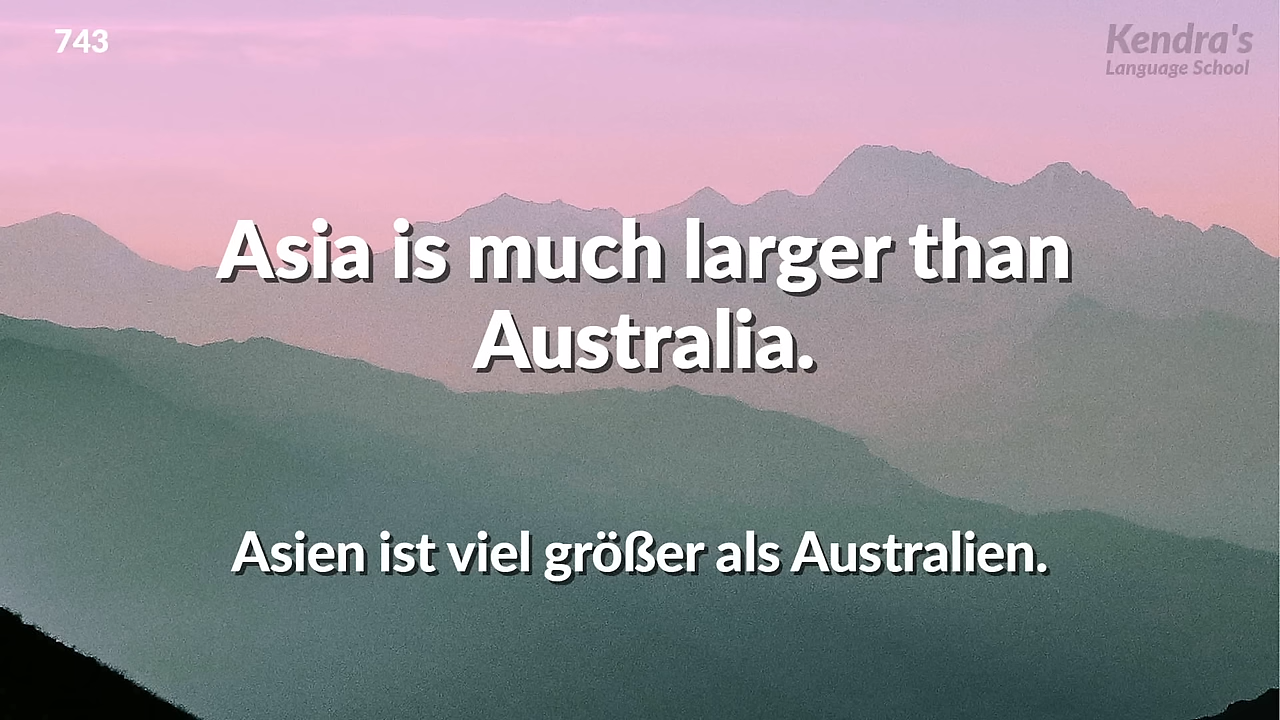 743
Kendra's
Language School
Asia is much larger than
Australia.
Asien ist viel größer als Australien.